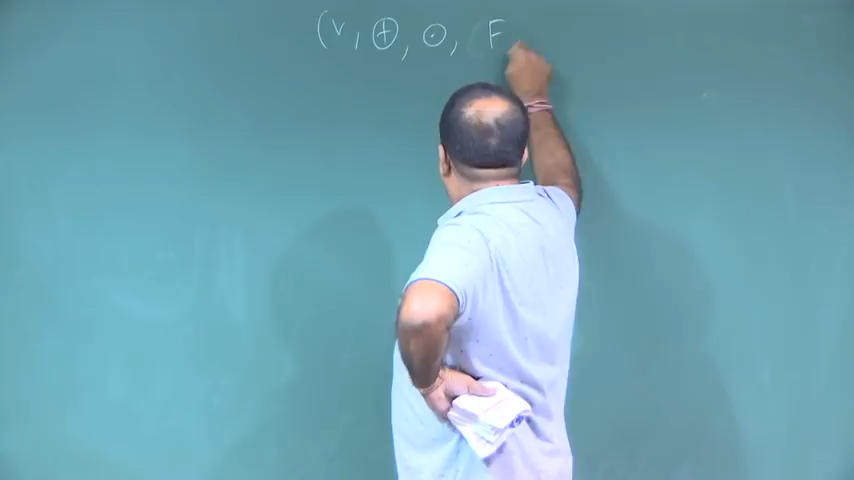 (V, ⊕, ⊙, F